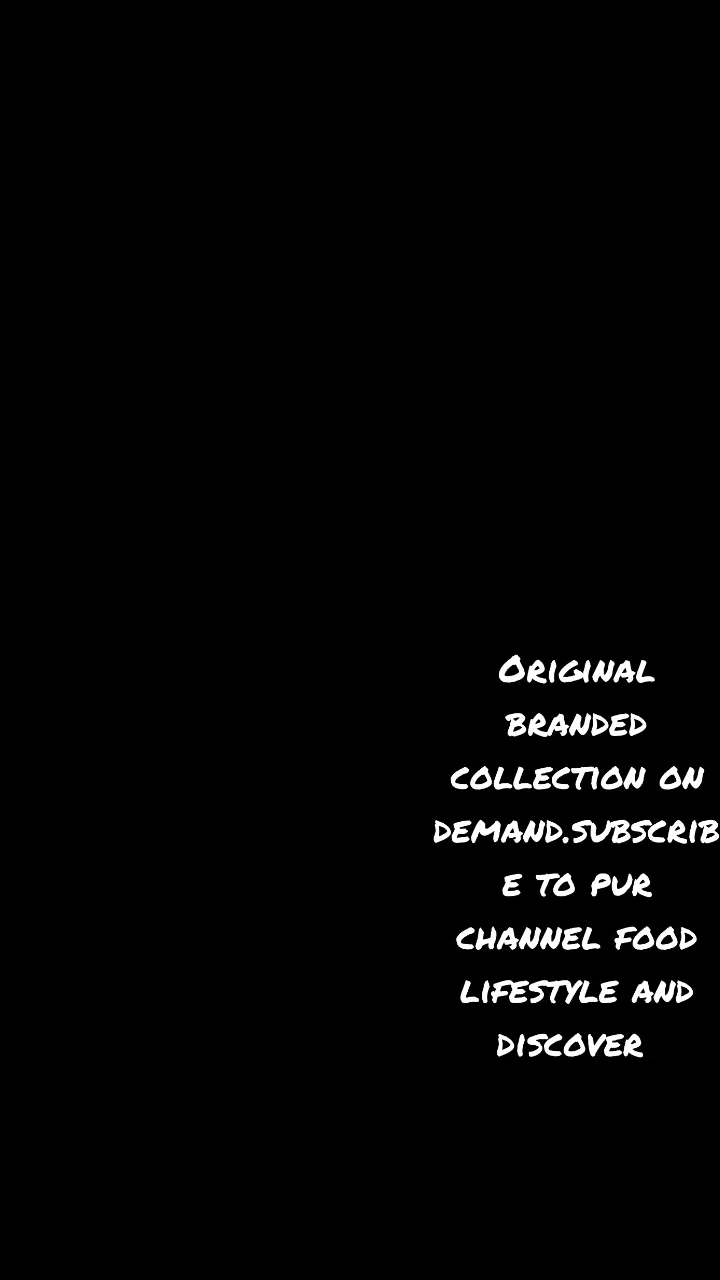 Original
branded
collection on
demand.subscrib
e to pur
channel food
lifestyle and
discover